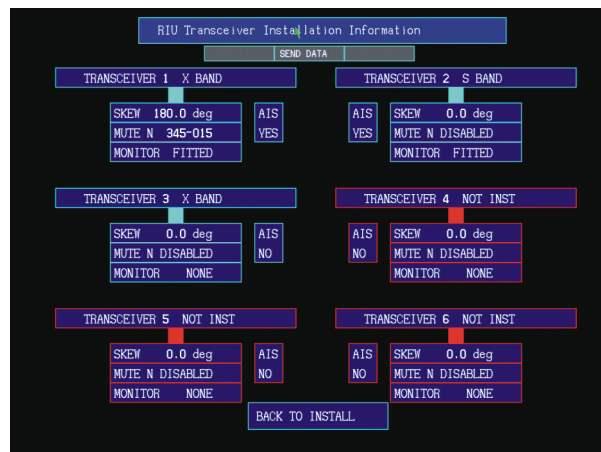 RIU Transceiver Installation Information
SEND DATA
TRANSCEIVER 1 X BAND
SKEW 180.0 deg
MUTE N 345-015
MONITOR FITTED
AIS
YES
TRANSCEIVER 2 S BAND
AIS
YES
SKEW 0.0 deg
MUTE N DISABLED
MONITOR FITTED
TRANSCEIVER 3 X BAND
SKEW 0.0 deg
MUTE N DISABLED
MONITOR NONE
AIS
NO
TRANSCEIVER 4 NOT INST
AIS
NO
SKEW 0.0 deg
MUTE N DISABLED
MONITOR NONE
TRANSCEIVER 5 NOT INST
SKEW 0.0 deg
MUTE N DISABLED
MONITOR NONE
AIS
NO
TRANSCEIVER 6 NOT INST
AIS
NO
SKEW 0.0 deg
MUTE N DISABLED
MONITOR NONE
BACK TO INSTALL